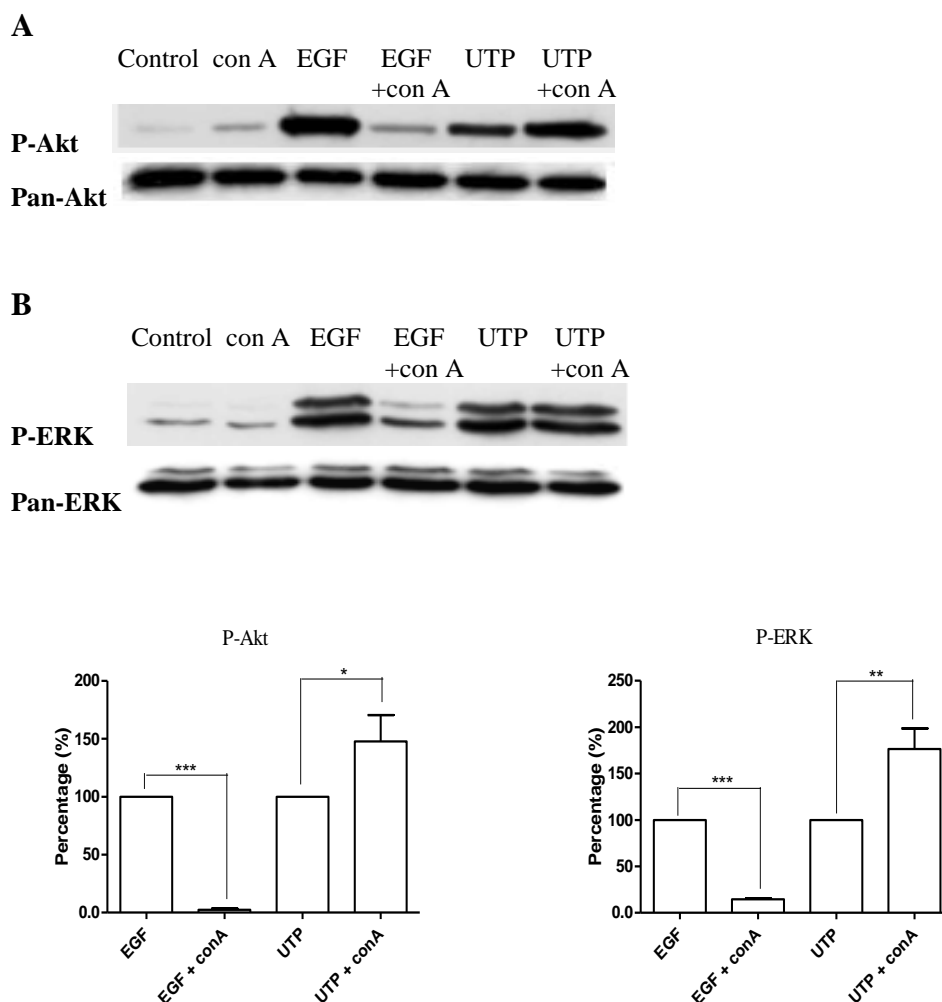 A
Control con A EGF EGF UTP UTP
+con A +con A
P-Akt
Pan-Akt
B
Control con A EGF EGF UTP UTP
+con A +con A
P-ERK
Pan-ERK
P-Akt
200
150
100
50
0.0
Percentage (%)
***
*
EGF
EGF + conA
UTP
UTP + conA
P-ERK
250
200
150
100
50
0.0
Percentage (%)
***
**
EGF
EGF + conA
UTP
UTP + conA